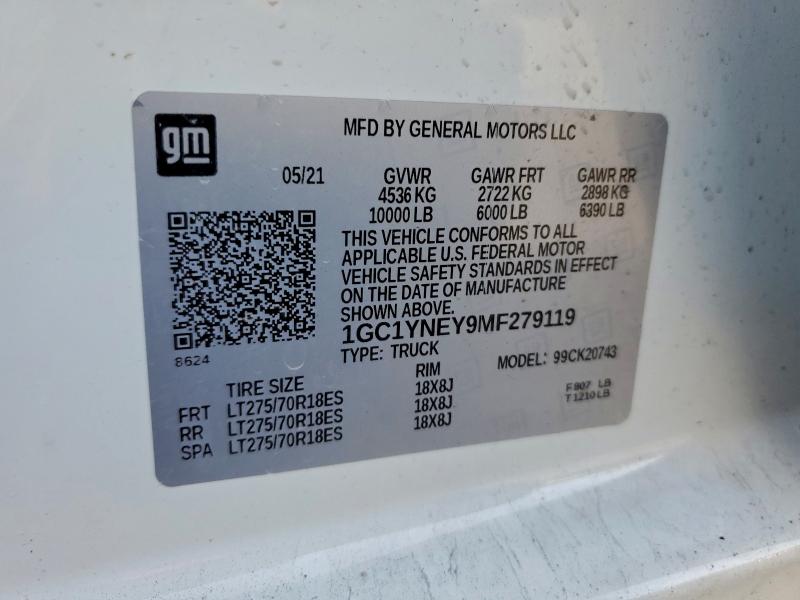 gm
MFD BY GENERAL MOTORS LLC
05/21 GVWR GAWR FRT GAWR RR
4536 KG 2722 KG 2898 KG
10000 LB 6000 LB 6390 LB
THIS VEHICLE CONFORMS TO ALL
APPLICABLE U.S. FEDERAL MOTOR
VEHICLE SAFETY STANDARDS IN EFFECT
ON THE DATE OF MANUFACTURE
SHOWN ABOVE.
1GC1YNEY9MF279119
8624
TYPE: TRUCK MODEL: 99CK20743
TIRE SIZE RIM
FRT LT275/70R18ES 18X8J
RR LT275/70R18ES 18X8J
SPA LT275/70R18ES 18X8J
F 807 LB
T 1210 LB